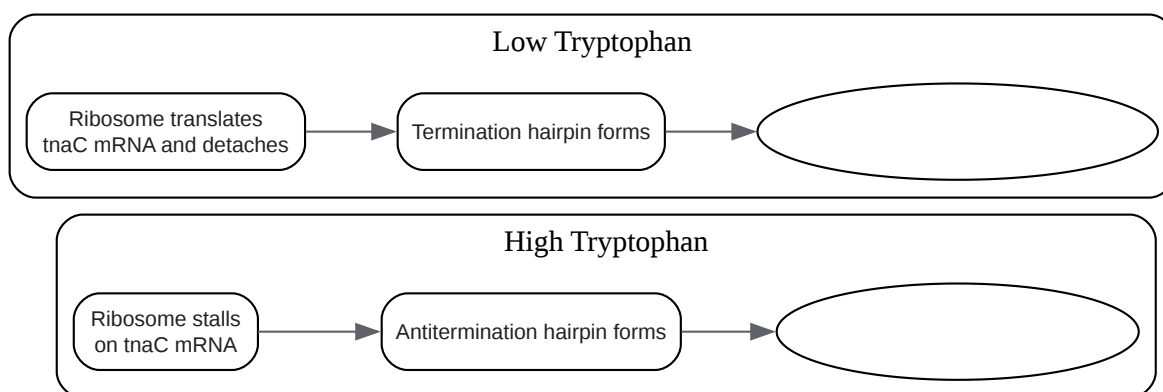 Low Tryptophan
Ribosome translates
tnaC mRNA and detaches
Termination hairpin forms
High Tryptophan
Ribosome stalls
on tnaC mRNA
Antitermination hairpin forms